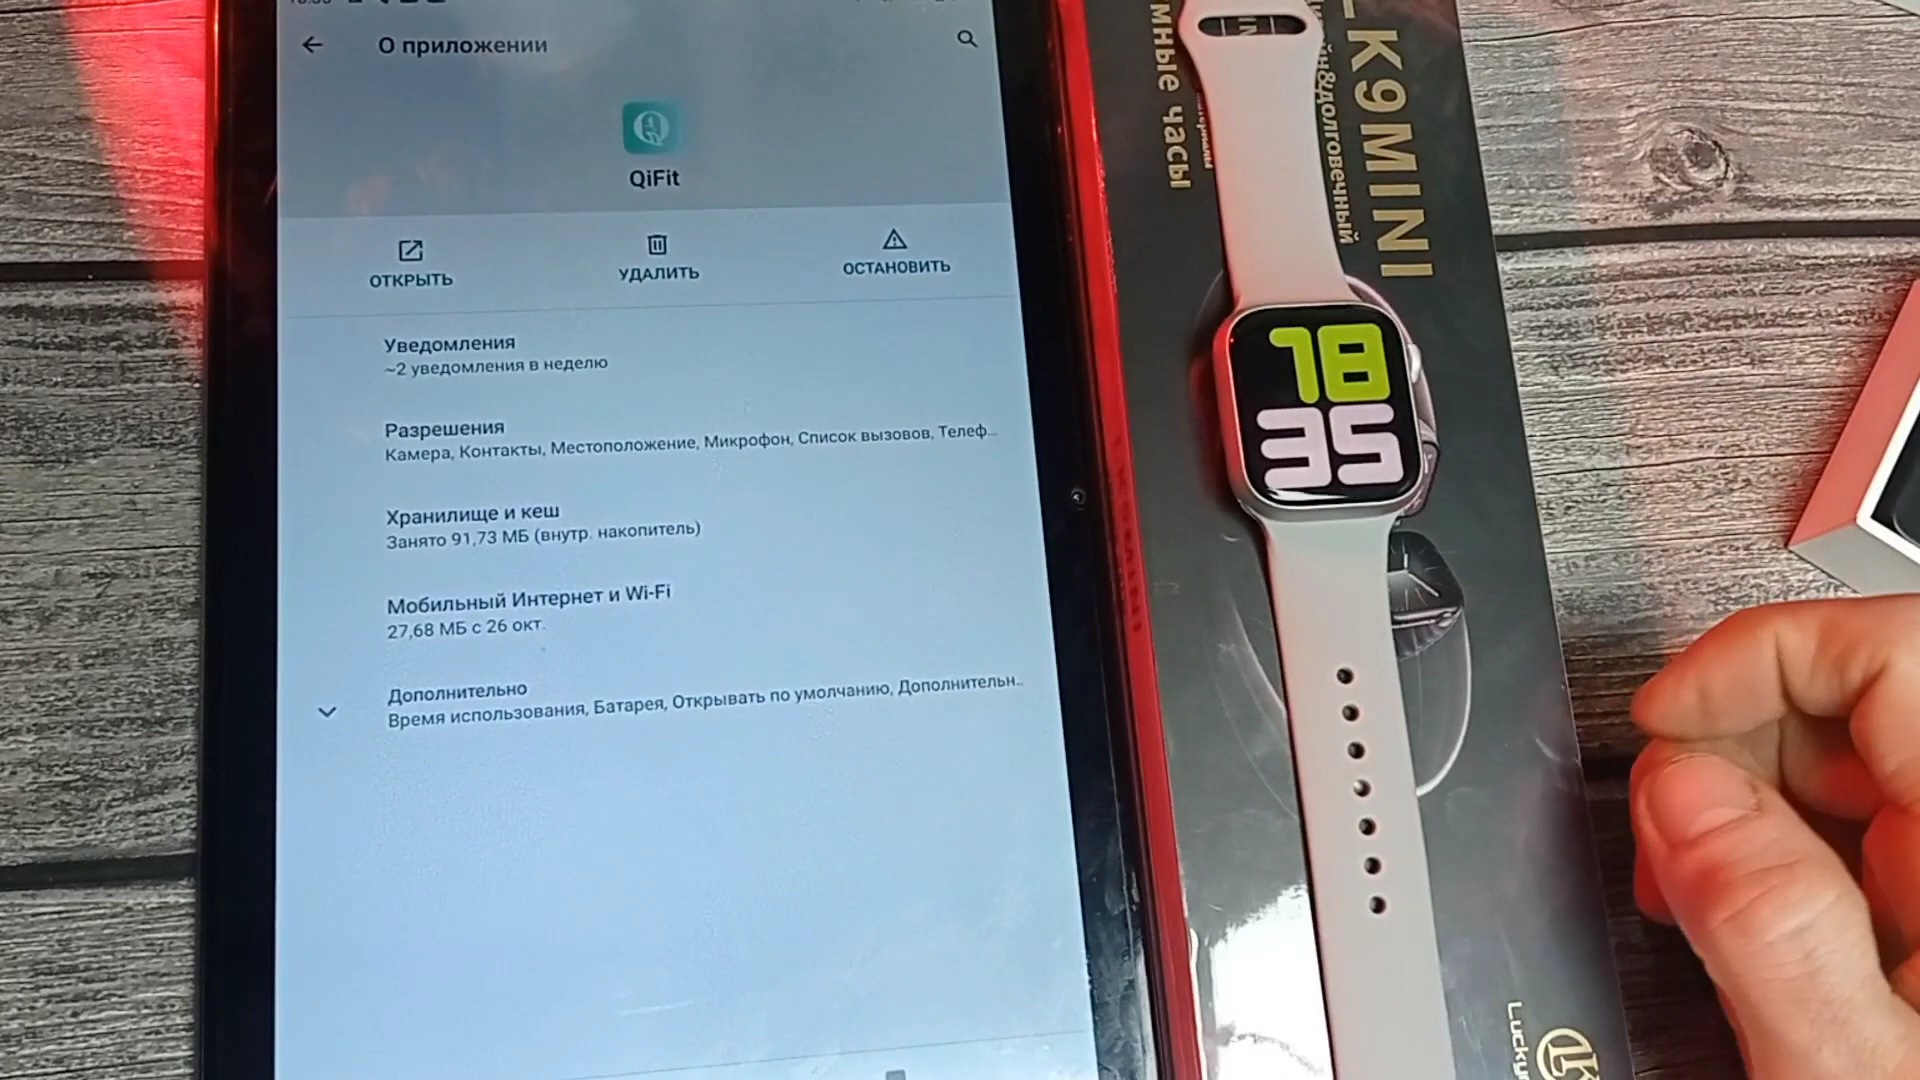 О приложении
QiFit
ОТКРЫТЬ
УДАЛИТЬ
ОСТАНОВИТЬ
Уведомления
~2 уведомления в неделю
Разрешения
Камера, Контакты, Местоположение, Микрофон, Список вызовов, Телеф...
Хранилище и кеш
Занято 91,73 МБ (внутр. накопитель)
Мобильный Интернет и Wi-Fi
27,68 МБ с 26 окт.
Дополнительно
Время использования, Батарея, Открывать по умолчанию, Дополнительн..
K9MINI
&долговечный
часы
18
35